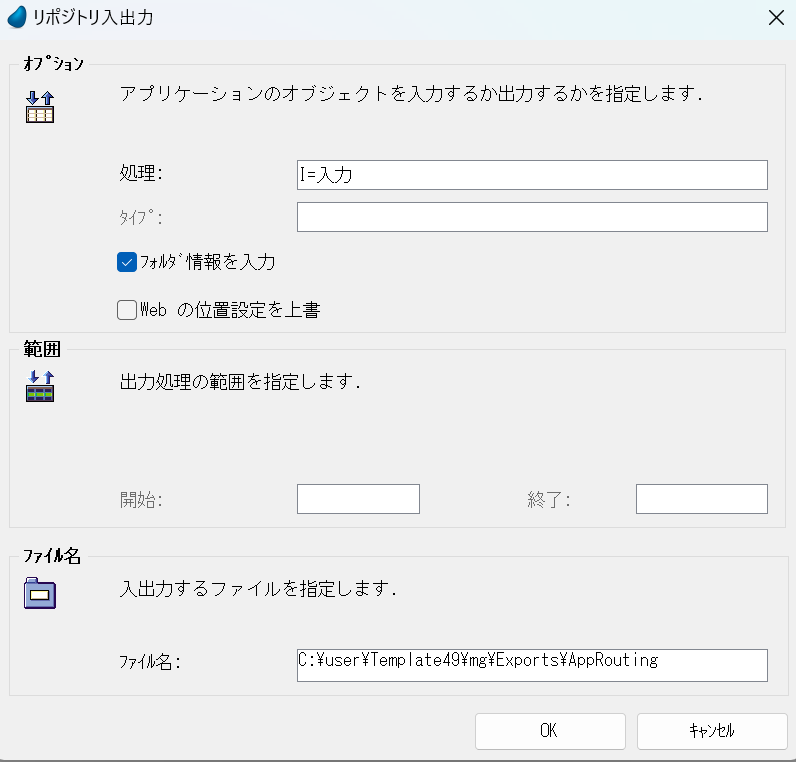 リポジトリ入出力
ｵﾌﾟｼｮﾝ
アプリケーションのオブジェクトを入力するか出力するかを指定します.
処理:
I=入力
ﾀｲﾌﾟ:
ﾌｫﾙﾀﾞ情報を入力
Web の位置設定を上書
範囲
出力処理の範囲を指定します.
開始:
終了:
ﾌｧｲﾙ名
入出力するファイルを指定します.
ﾌｧｲﾙ名:
C:¥user¥Template49¥mg¥Exports¥AppRouting
OK
ｷｬﾝｾﾙ